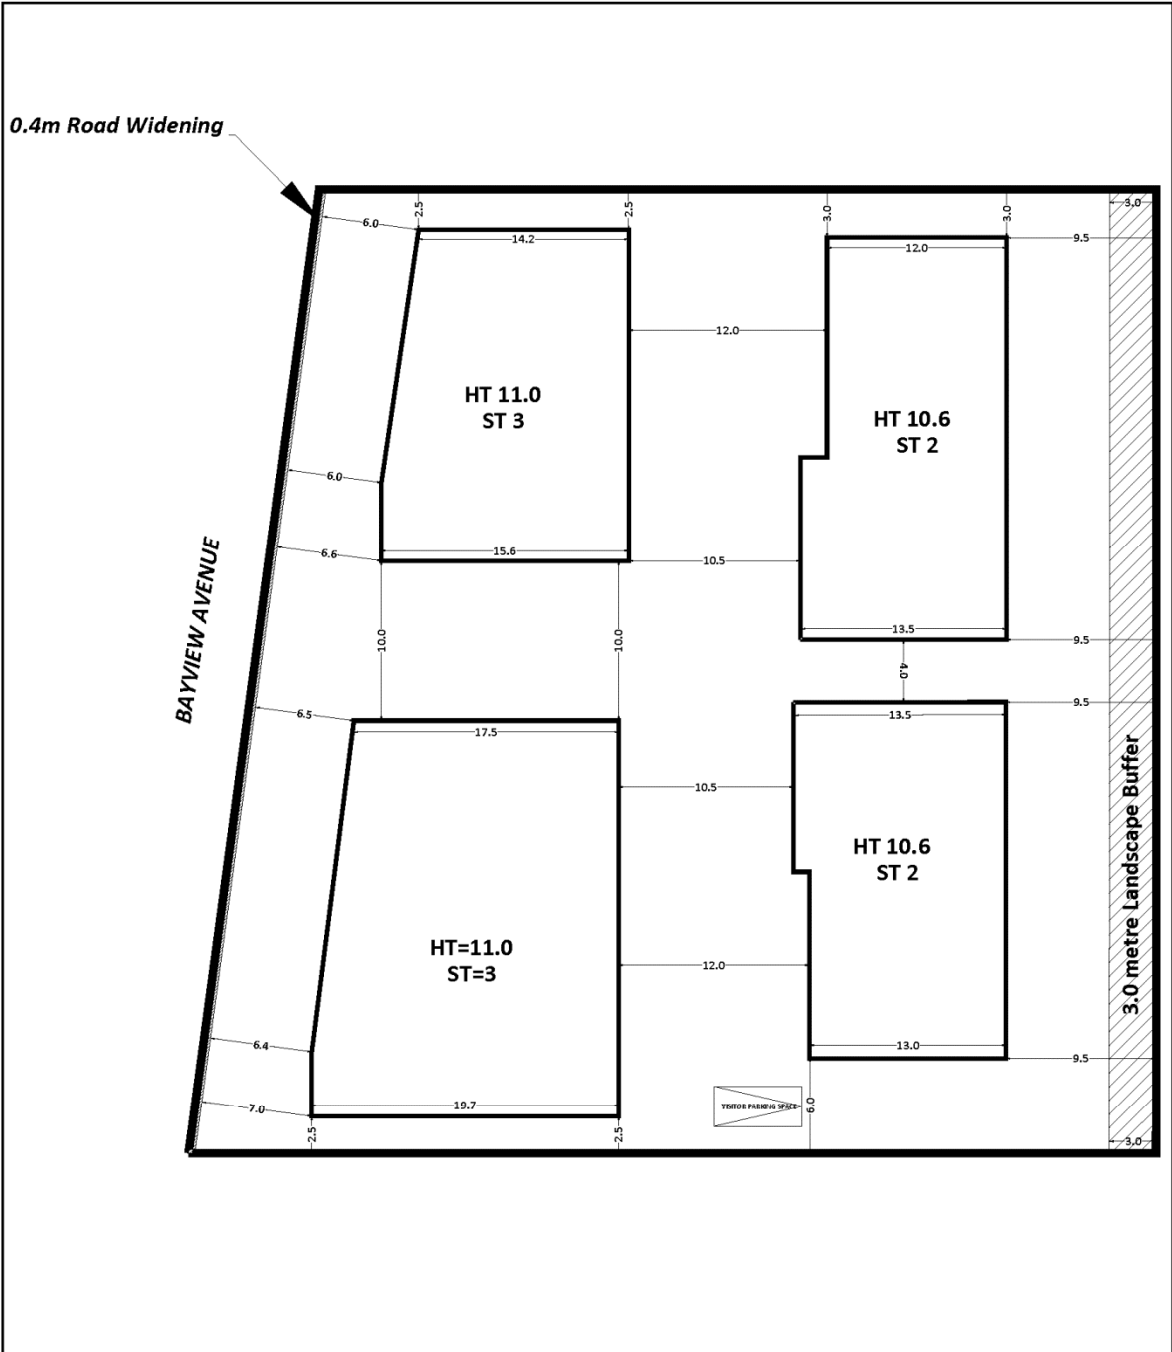 0.4m Road Widening
2.5
2.5
3.0
3.0
3.0
6.0
14.2
12.0
9.5
12.0
HT 11.0
ST 3
HT 10.6
ST 2
6.0
6.6
15.6
10.5
BAYVIEW AVENUE
10.0
10.0
13.5
9.5
4.0
6.5
17.5
13.5
9.5
10.5
3.0 metre Landscape Buffer
HT 10.6
ST 2
HT=11.0
ST=3
12.0
6.4
13.0
9.5
7.0
19.7
VISITOR PARKING SPACE
6.0
2.5
2.5
3.0